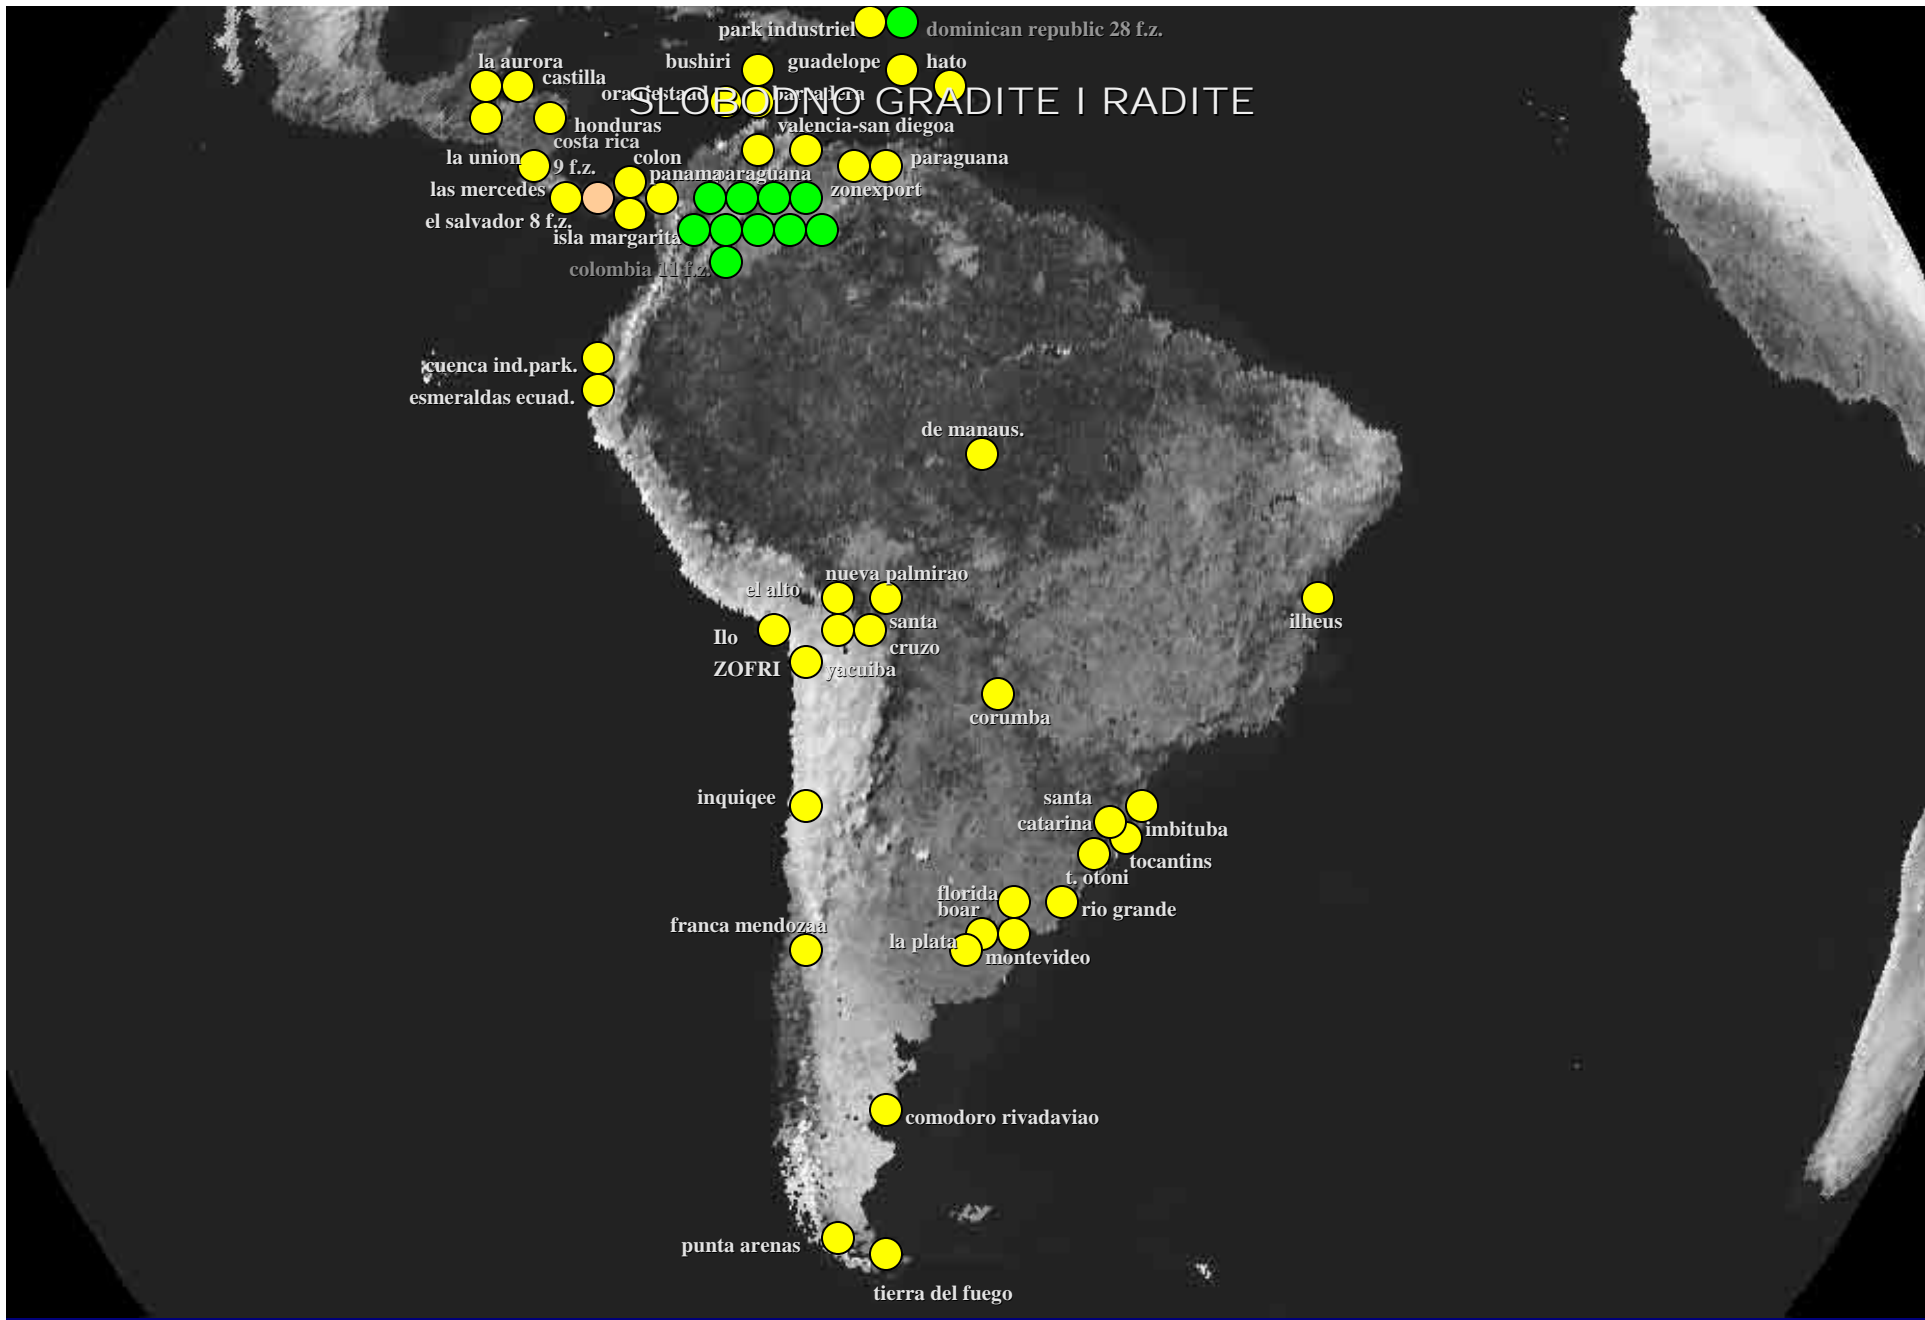 park industriel
dominican republic 28 f.z.
la aurora
bushiri
guadelope
hato
castilla
oranjestaad
barcadera
SLOBODNO GRADITE I RADITE
honduras
valencia-san diegoa
costa rica
9 f.z.
la union
colon
paraguana
panama
paraguana
las mercedes
zonexport
el salvador 8 f.z.
isla margarita
colombia 11 f.z.
cuenca ind.park.
esmeraldas ecuad.
de manaus.
nueva palmirao
el alto
santa
cruzo
ilheus
Ilo
ZOFRI
yacuiba
corumba
inquiqee
santa
catarina
imbituba
tocantins
t. otoni
florida
boar
rio grande
franca mendozaa
la plata
montevideo
comodoro rivadaviao
punta arenas
tierra del fuego